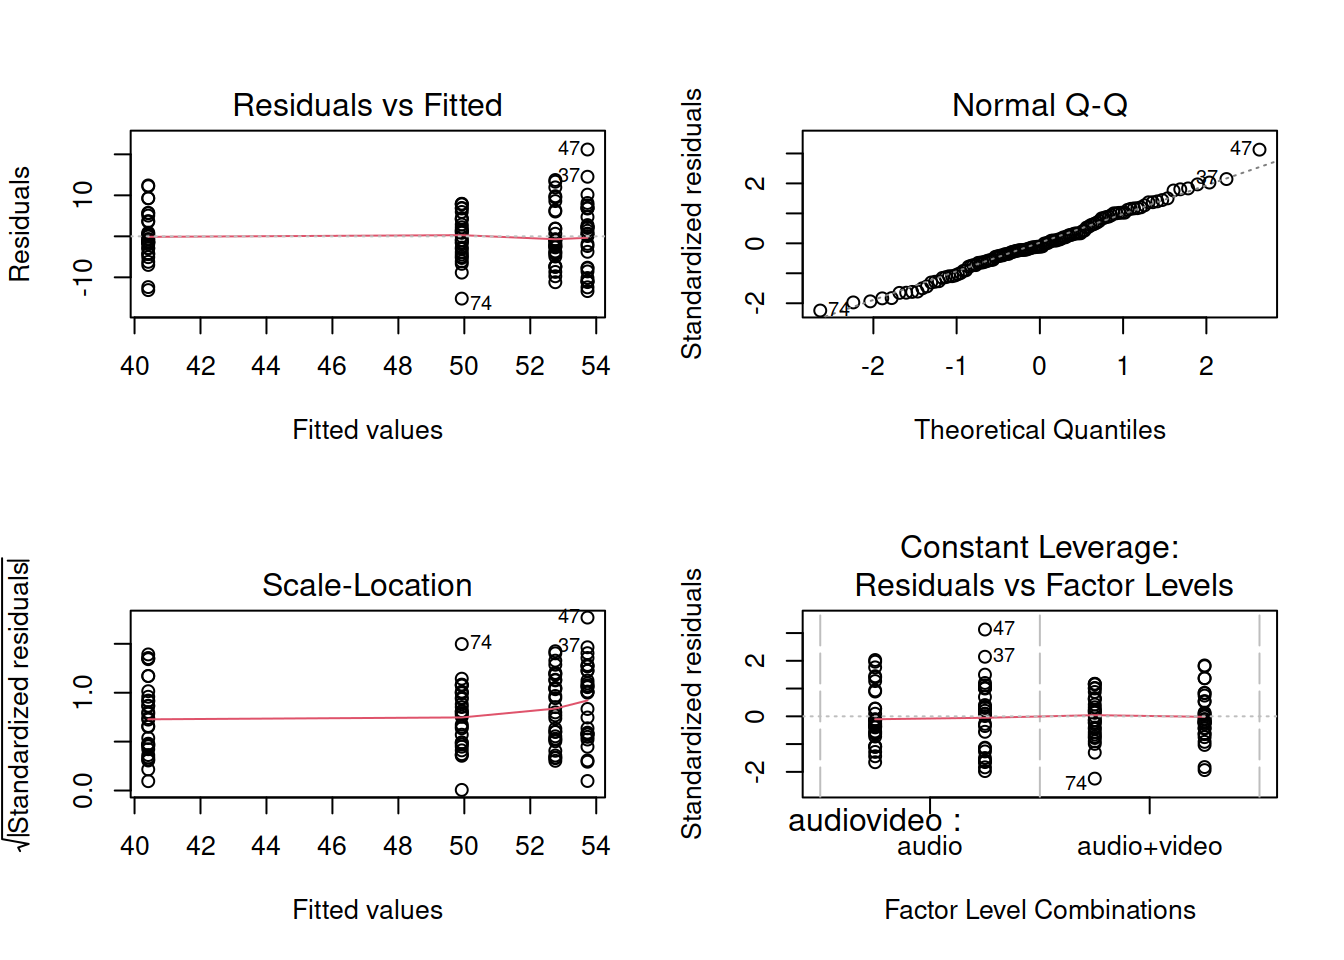 Residuals vs Fitted
Residuals
10
-10
47
37
74
40 42 44 46 48 50 52 54
Fitted values
Normal Q-Q
Standardized residuals
2
0
-2
47
37
74
-2 -1 0 1 2
Theoretical Quantiles
Scale-Location
√|Standardized residuals|
1.0
0.0
47
74
37
40 42 44 46 48 50 52 54
Fitted values
Constant Leverage:
Residuals vs Factor Levels
Standardized residuals
2
0
-2
47
37
74
audiovideo :
audio audio+video
Factor Level Combinations